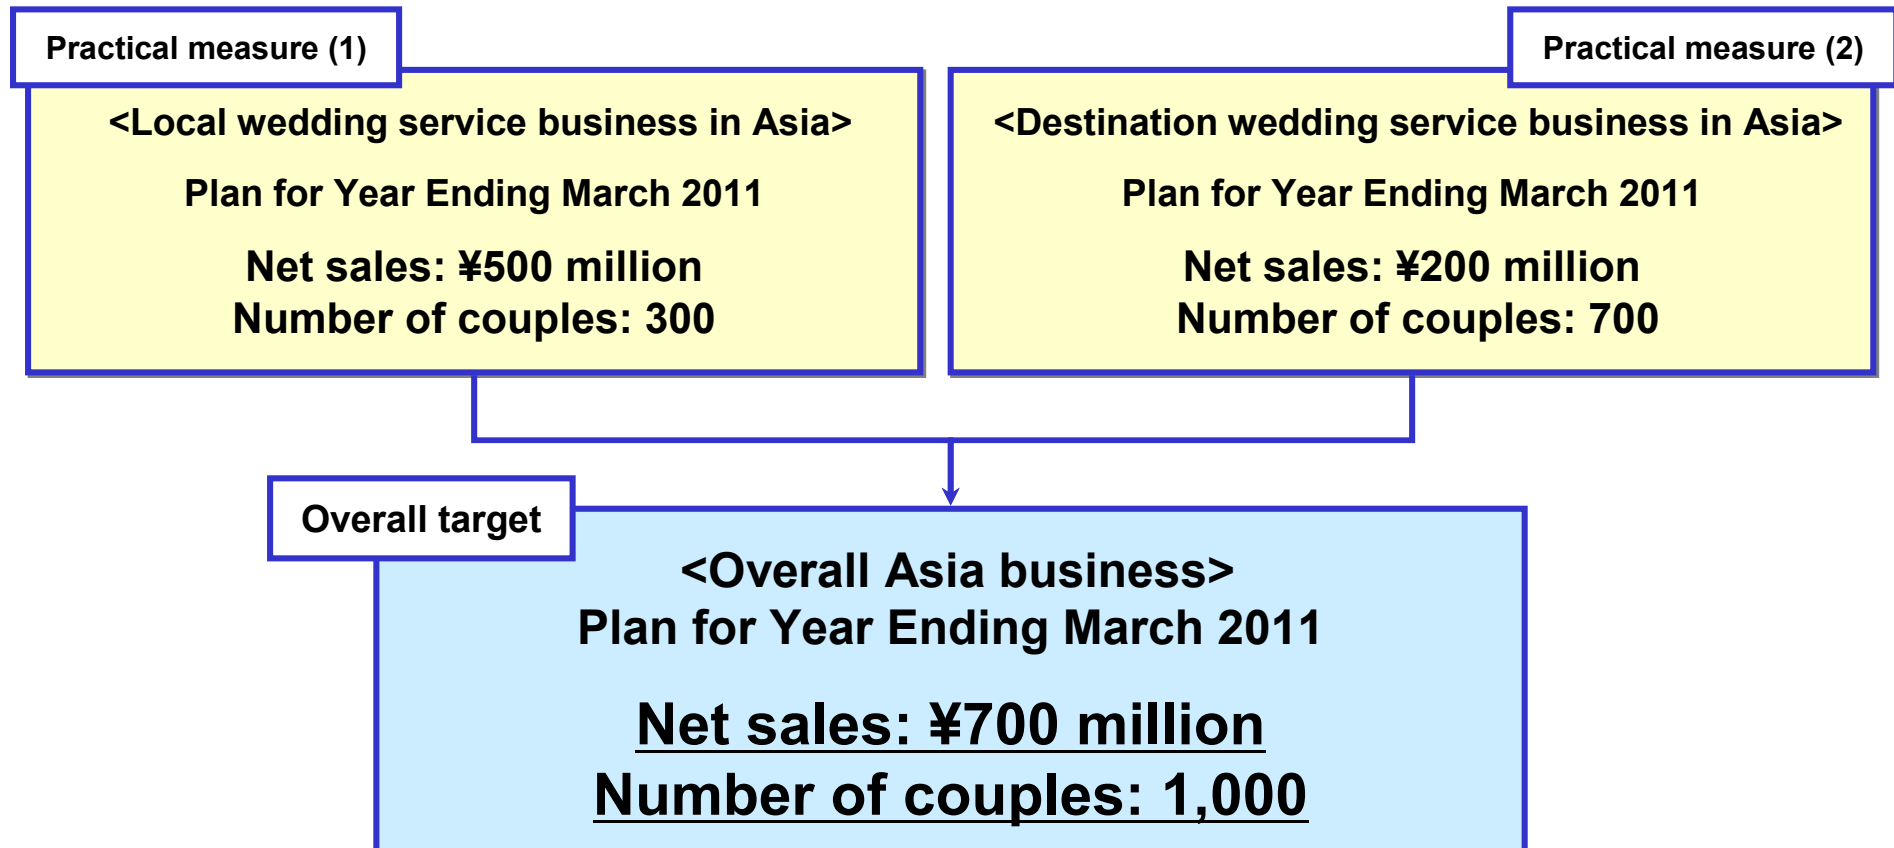 Practical measure (1)
<Local wedding service business in Asia>
Plan for Year Ending March 2011
Net sales: ¥500 million
Number of couples: 300
Practical measure (2)
<Destination wedding service business in Asia>
Plan for Year Ending March 2011
Net sales: ¥200 million
Number of couples: 700
Overall target
<Overall Asia business>
Plan for Year Ending March 2011
Net sales: ¥700 million
Number of couples: 1,000